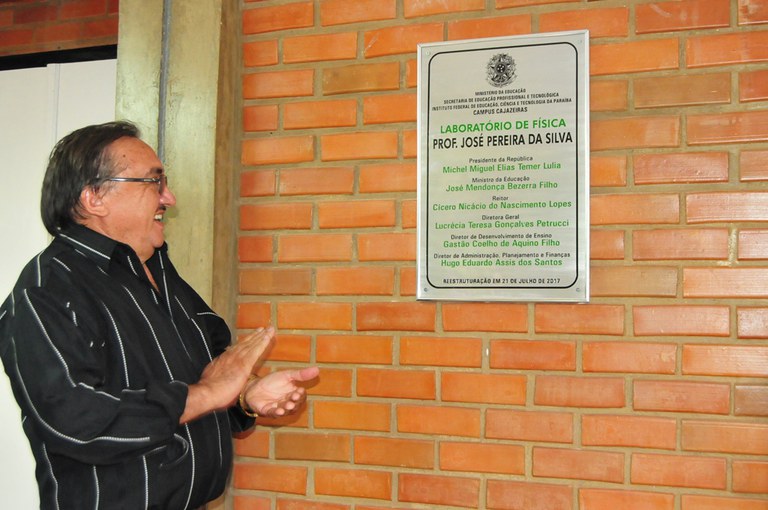 MINISTÉRIO DA EDUCAÇÃO
SECRETARIA DE EDUCAÇÃO PROFISSIONAL E TECNOLÓGICA
INSTITUTO FEDERAL DE EDUCAÇÃO, CIÊNCIA E TECNOLOGIA DA PARAÍBA
CAMPUS CAJAZEIRAS
LABORATÓRIO DE FÍSICA
PROF. JOSÉ PEREIRA DA SILVA
Presidente da República
Michel Miguel Elias Temer Lulia
Ministro da Educação
José Mendonça Bezerra Filho
Reitor
Cícero Nicácio do Nascimento Lopes
Diretora Geral
Lucrécia Teresa Gonçalves Petrucci
Diretor de Desenvolvimento de Ensino
Gastão Coelho de Aquino Filho
Diretor de Administração, Planejamento e Finanças
Hugo Eduardo Assis dos Santos
REESTRUTURAÇÃO EM 21 DE JULHO DE 2017